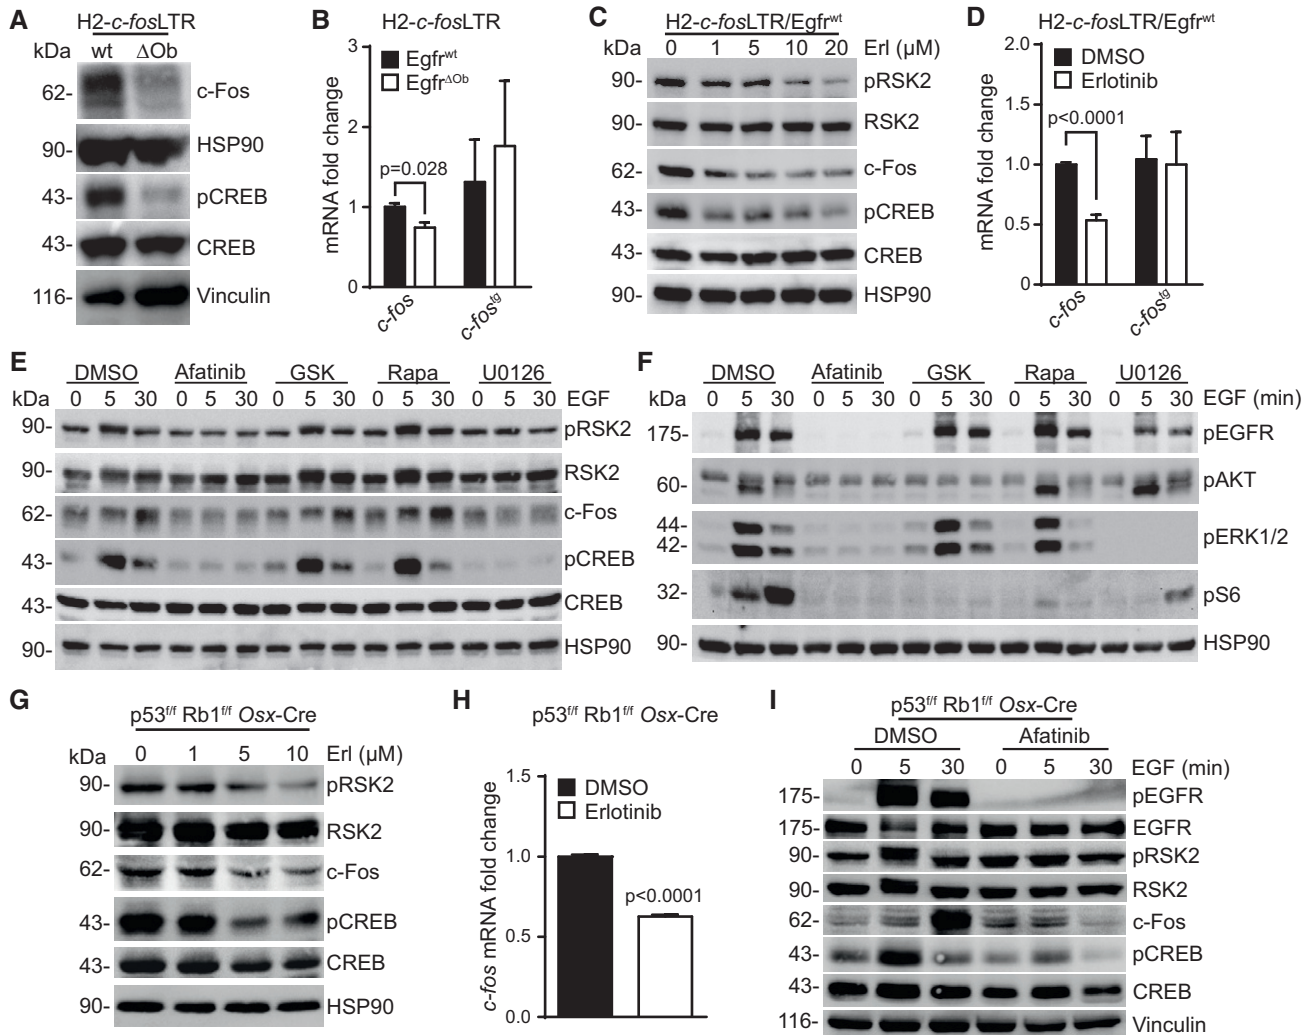 A
H2-c-fosLTR
kDa wt ΔOb
62- c-Fos
90- HSP90
43- pCREB
43- CREB
116- Vinculin
B
H2-c-fosLTR
mRNA fold change
3
2
1
0
Egfrwt
EgfrΔOb
p=0.028
c-fos
c-fostg
C
H2-c-fosLTR/Egfrwt
kDa 0 1 5 10 20 Erl (µM)
90- pRSK2
90- RSK2
62- c-Fos
43- pCREB
43- CREB
90- HSP90
D
H2-c-fosLTR/Egfrwt
mRNA fold change
2.0
1.5
1.0
0.5
0
DMSO
Erlotinib
p<0.0001
c-fos
c-fostg
E
DMSO Afatinib GSK Rapa U0126
kDa 0 5 30 0 5 30 0 5 30 0 5 30 0 5 30 EGF
90- pRSK2
90- RSK2
62- c-Fos
43- pCREB
43- CREB
90- HSP90
F
DMSO Afatinib GSK Rapa U0126
kDa 0 5 30 0 5 30 0 5 30 0 5 30 0 5 30 EGF (min)
175- pEGFR
60- pAKT
44-
42- pERK1/2
32- pS6
90- HSP90
G
p53f/f Rb1f/f Osx-Cre
kDa 0 1 5 10 Erl (µM)
90- pRSK2
90- RSK2
62- c-Fos
43- pCREB
43- CREB
90- HSP90
H
p53f/f Rb1f/f Osx-Cre
c-fos mRNA fold change
1.5
1.0
0.5
0.0
DMSO
Erlotinib
p<0.0001
I
p53f/f Rb1f/f Osx-Cre
DMSO Afatinib
0 5 30 0 5 30 EGF (min)
175- pEGFR
175- EGFR
90- pRSK2
90- RSK2
62- c-Fos
43- pCREB
43- CREB
116- Vinculin